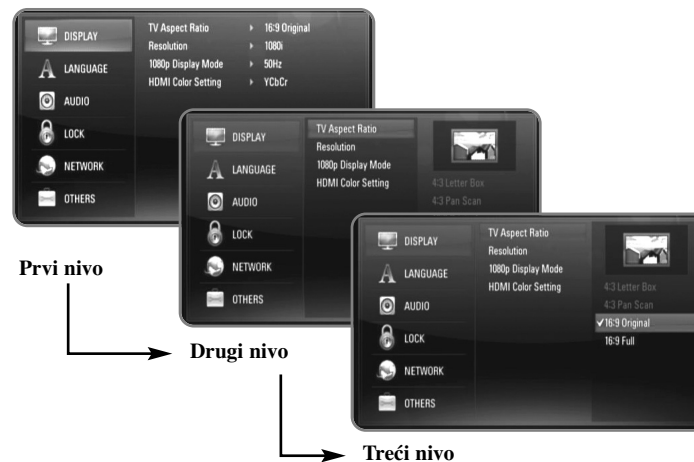 DISPLAY
LANGUAGE
AUDIO
LOCK
NETWORK
OTHERS
TV Aspect Ratio 16:9 Original
Resolution 1080i
1080p Display Mode 50Hz
HDMI Color Setting YCbCr
Prvi nivo
DISPLAY
LANGUAGE
AUDIO
LOCK
NETWORK
OTHERS
TV Aspect Ratio
Resolution
1080p Display Mode
HDMI Color Setting
4:3 Letter Box
4:3 Pan Scan
Drugi nivo
DISPLAY
LANGUAGE
AUDIO
LOCK
NETWORK
OTHERS
TV Aspect Ratio
Resolution
1080p Display Mode
HDMI Color Setting
4:3 Letter Box
4:3 Pan Scan
✓16:9 Original
16:9 Full
Treći nivo